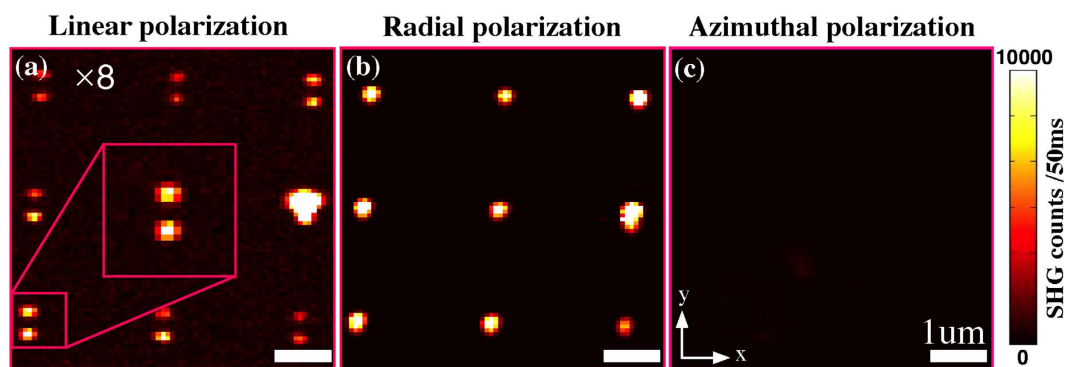 Linear polarization
Radial polarization
Azimuthal polarization
(a)
×8
(b)
(c)
y
x
1um
10000
SHG counts /50ms
0